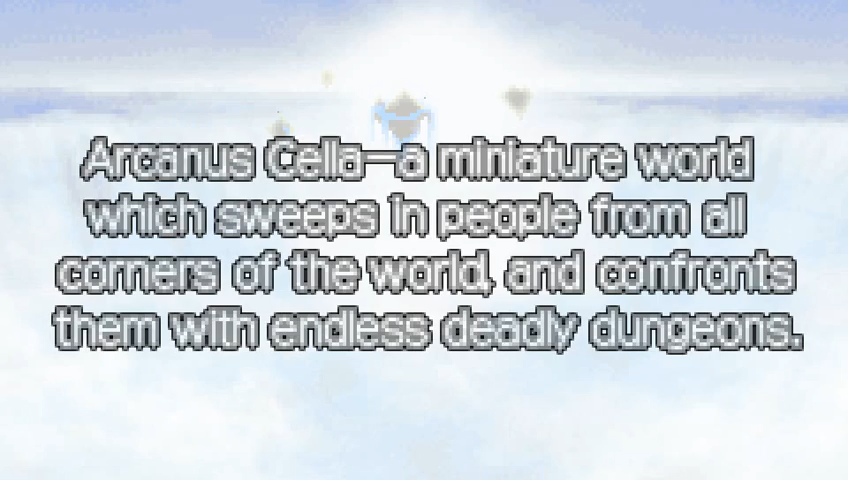 Arcanus Cella—a miniature world
which sweeps in people from all
corners of the world, and confronts
them with endless deadly dungeons.